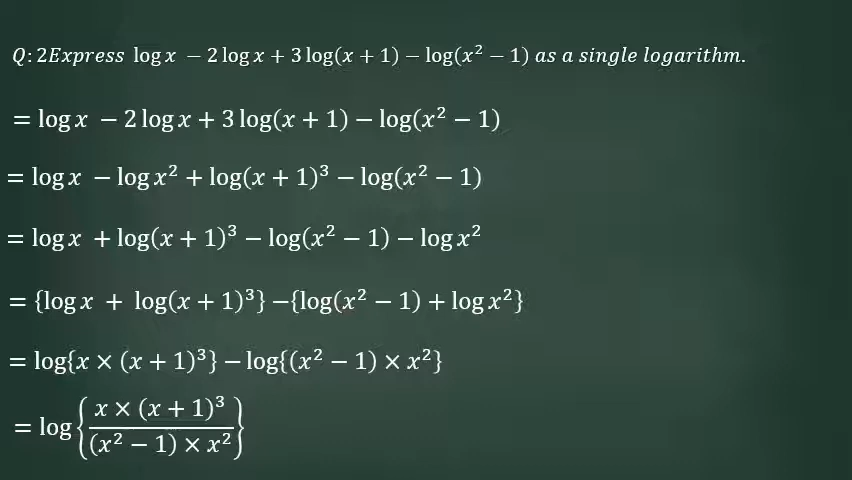 Q: 2Express log x − 2 log x + 3 log(x + 1) − log(x² − 1) as a single logarithm.
= log x − 2 log x + 3 log(x + 1) − log(x² − 1)
= log x − log x² + log(x + 1)³ − log(x² − 1)
= log x + log(x + 1)³ − log(x² − 1) − log x²
= {log x + log(x + 1)³} −{log(x² − 1) + log x²}
= log{x × (x + 1)³} − log{(x² − 1) × x²}
= log {x × (x + 1)³ / (x² − 1) × x²}